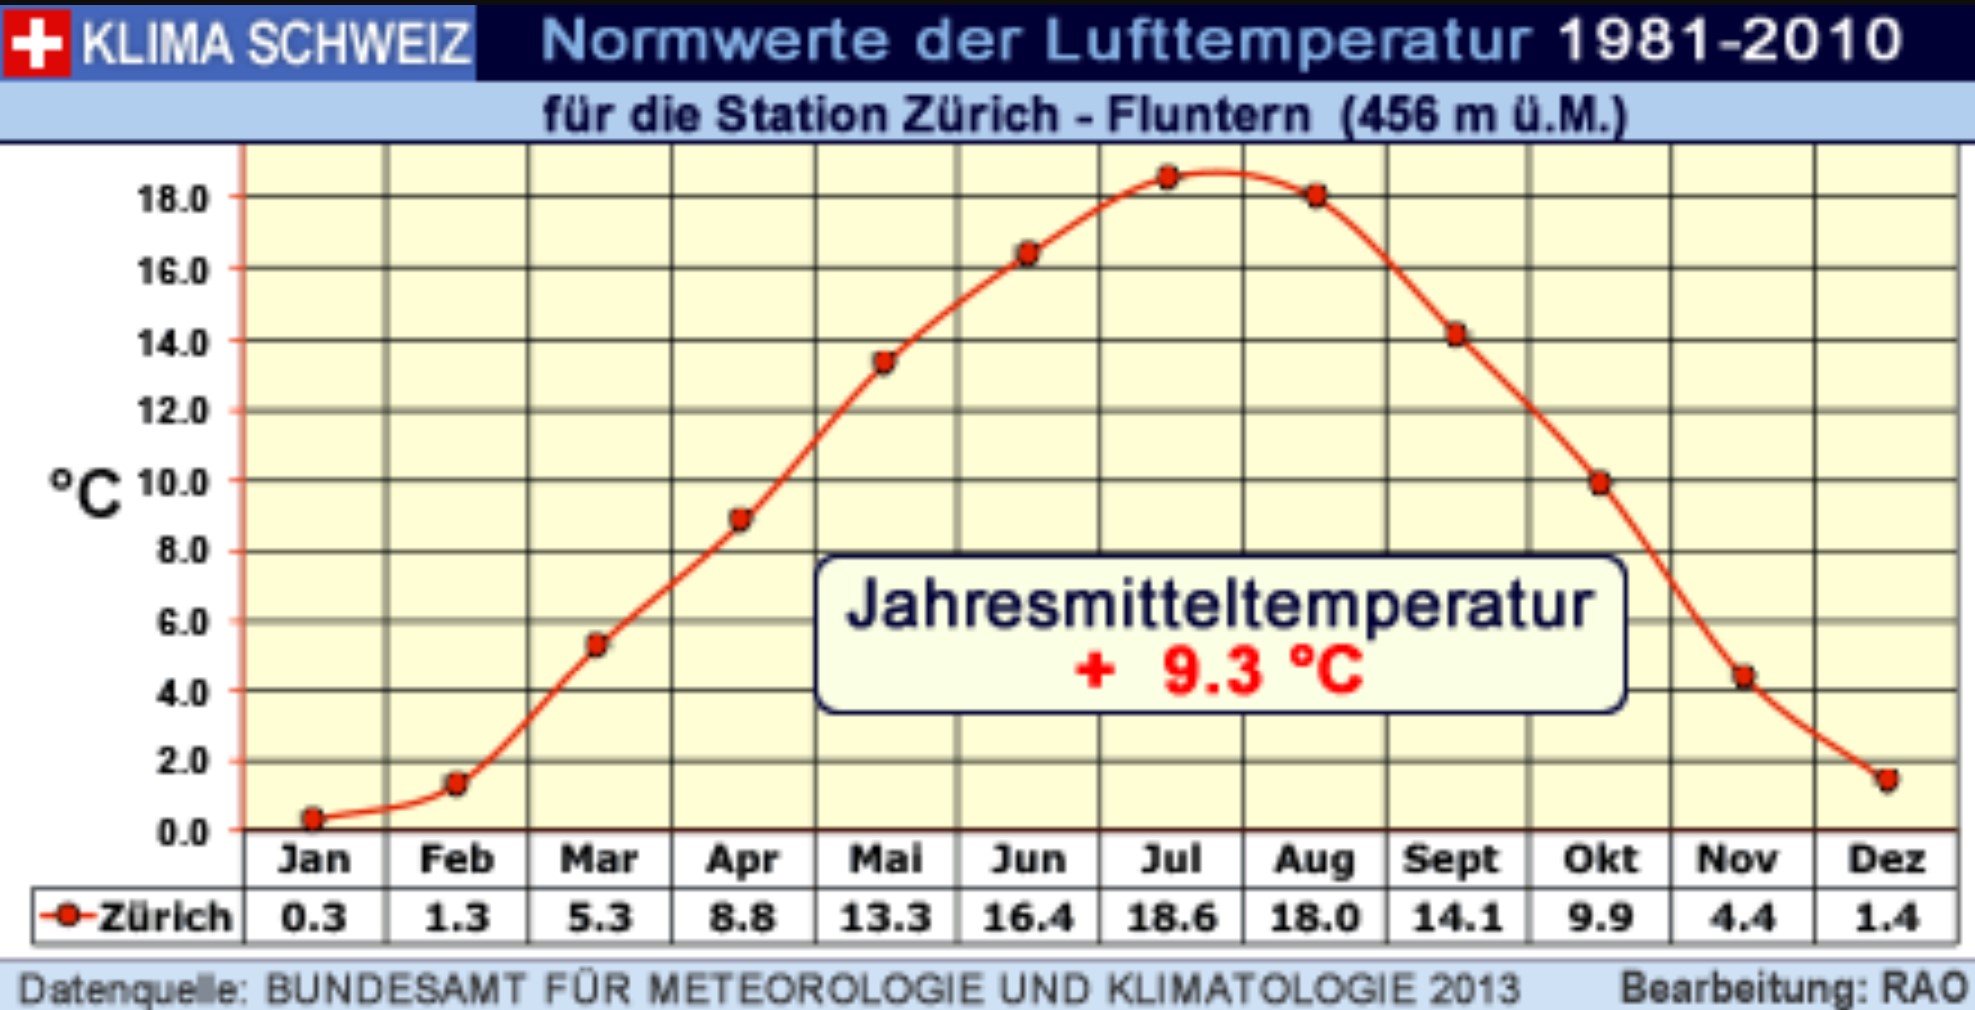 KLIMA SCHWEIZ Normwerte der Lufttemperatur 1981-2010
für die Station Zürich - Fluntern (456 m ü.M.)
18.0
16.0
14.0
12.0
°C 10.0
8.0
6.0
4.0
2.0
0.0
Jahresmitteltemperatur
+ 9.3 °C
Jan Feb Mar Apr Mai Jun Jul Aug Sept Okt Nov Dez
Zürich 0.3 1.3 5.3 8.8 13.3 16.4 18.6 18.0 14.1 9.9 4.4 1.4
Datenquelle: BUNDESAMT FÜR METEOROLOGIE UND KLIMATOLOGIE 2013 Bearbeitung: RAO